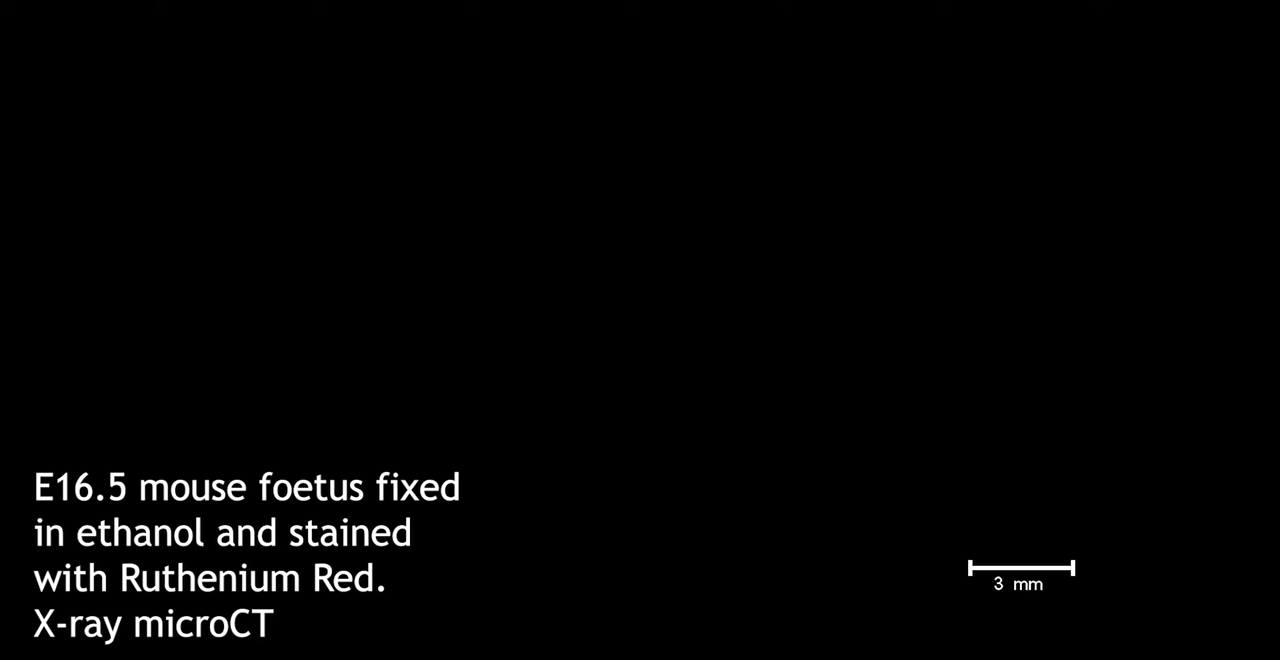 E16.5 mouse foetus fixed
in ethanol and stained
with Ruthenium Red.
X-ray microCT
3 mm